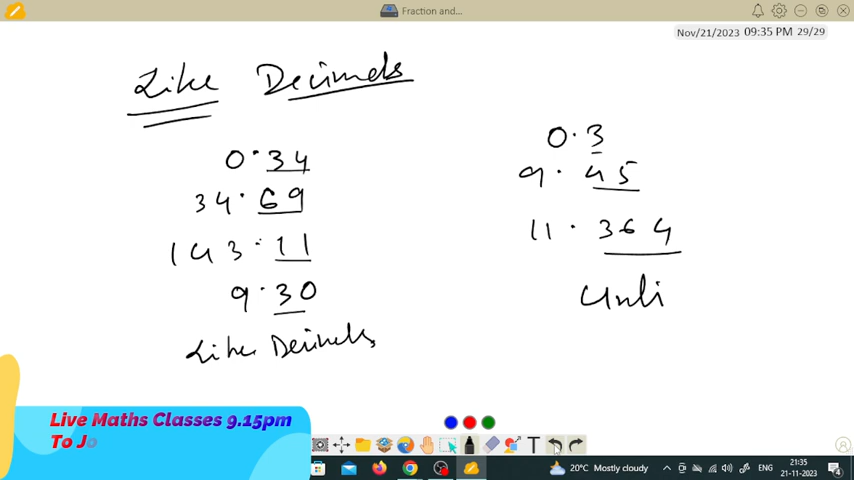 Fraction and...
Nov/21/2023 09:35 PM 29/29
Like Decimals
0.34
34.69
143.11
9.30
Like Decimals
0.3
9.45
11.364
Unli
Live Maths Classes 9.15pm
To Jo
T
20°C Mostly cloudy
ENG
21:35
21-11-2023
4